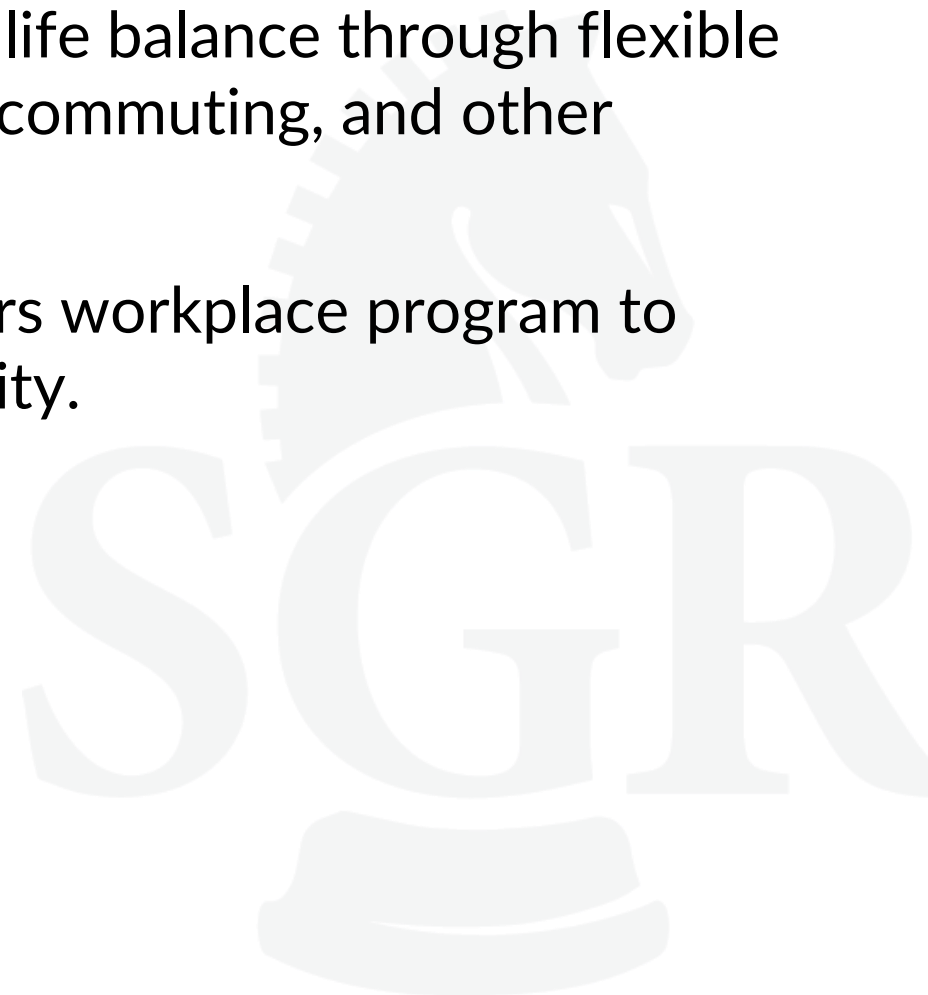 life balance through flexible
commuting, and other
rs workplace program to
ity.
SGR